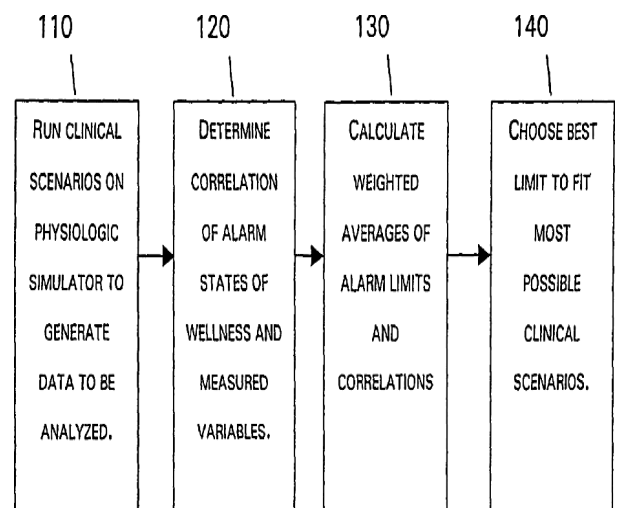 110
120
130
140
RUN CLINICAL
SCENARIOS ON
PHYSIOLOGIC
SIMULATOR TO
GENERATE
DATA TO BE
ANALYZED.
DETERMINE
CORRELATION
OF ALARM
STATES OF
WELLNESS AND
MEASURED
VARIABLES.
CALCULATE
WEIGHTED
AVERAGES OF
ALARM LIMITS
AND
CORRELATIONS
CHOOSE BEST
LIMIT TO FIT
MOST
POSSIBLE
CLINICAL
SCENARIOS.